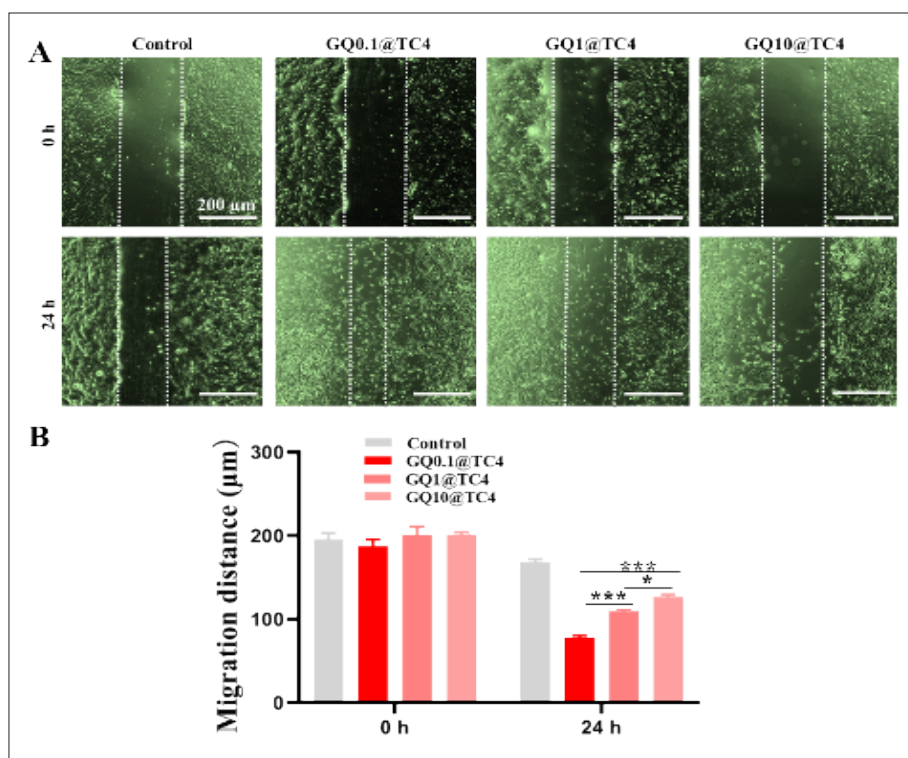 A
Control
GQ0.1@TC4
GQ1@TC4
GQ10@TC4
0 h
200 μm
24 h
B
Migration distance (μm)
300
200
100
0
Control
GQ0.1@TC4
GQ1@TC4
GQ10@TC4
***
*
***
0 h
24 h